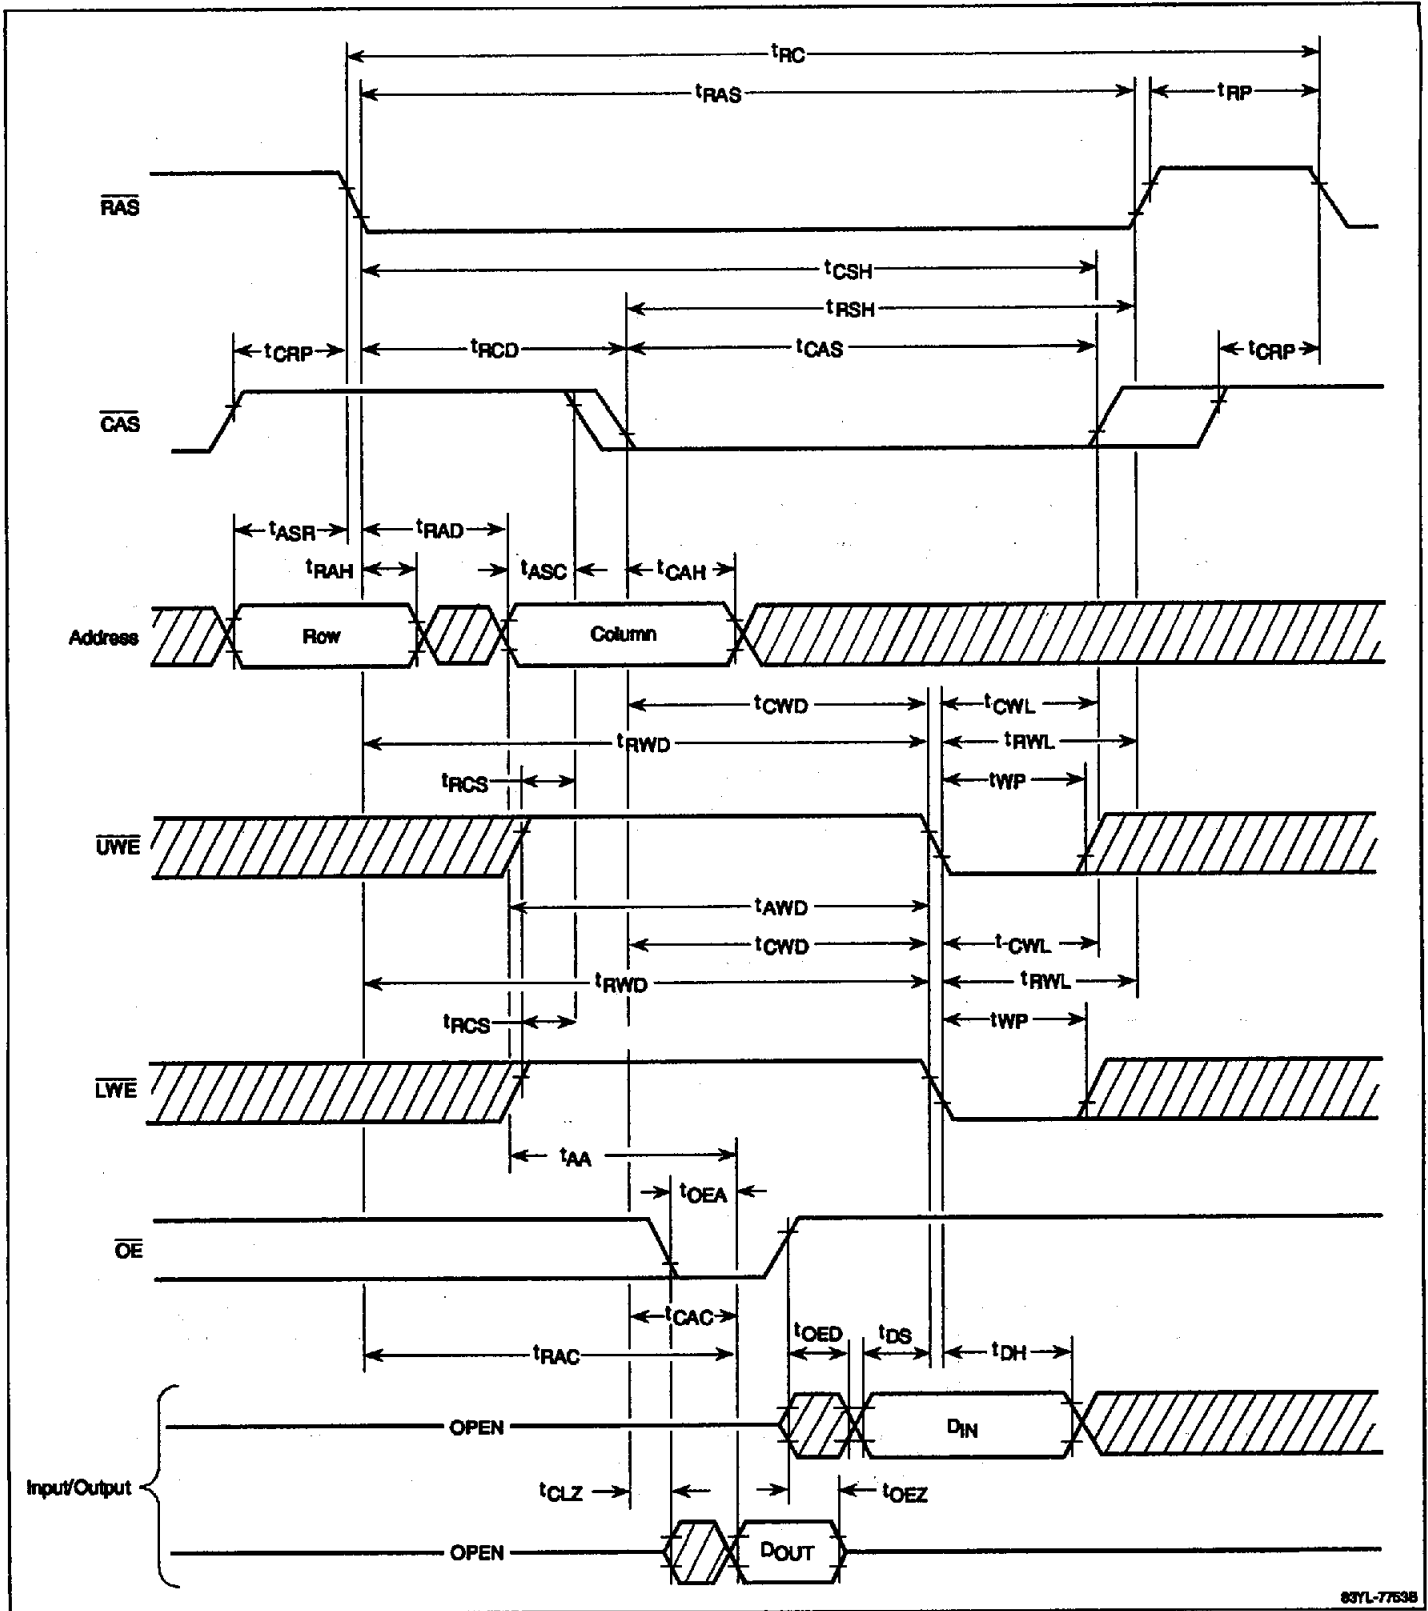 tRC
tRAS tRP
RAS
tCSH
tRSH
tCRP tRCD tCAS tCRP
CAS
tASR tRAD
tRAH tASC tCAH
Address Row Column
tCWD tCWL
tRWD tRWL
tRCS tWP
UWE
tAWD
tCWD tCWL
tRWD tRWL
tRCS tWP
LWE
tAA
tOEA
OE
tCAC tOED tDS
tRAC tDH
OPEN DIN
Input/Output
tCLZ tOEZ
OPEN DOUT
83YL-7753B